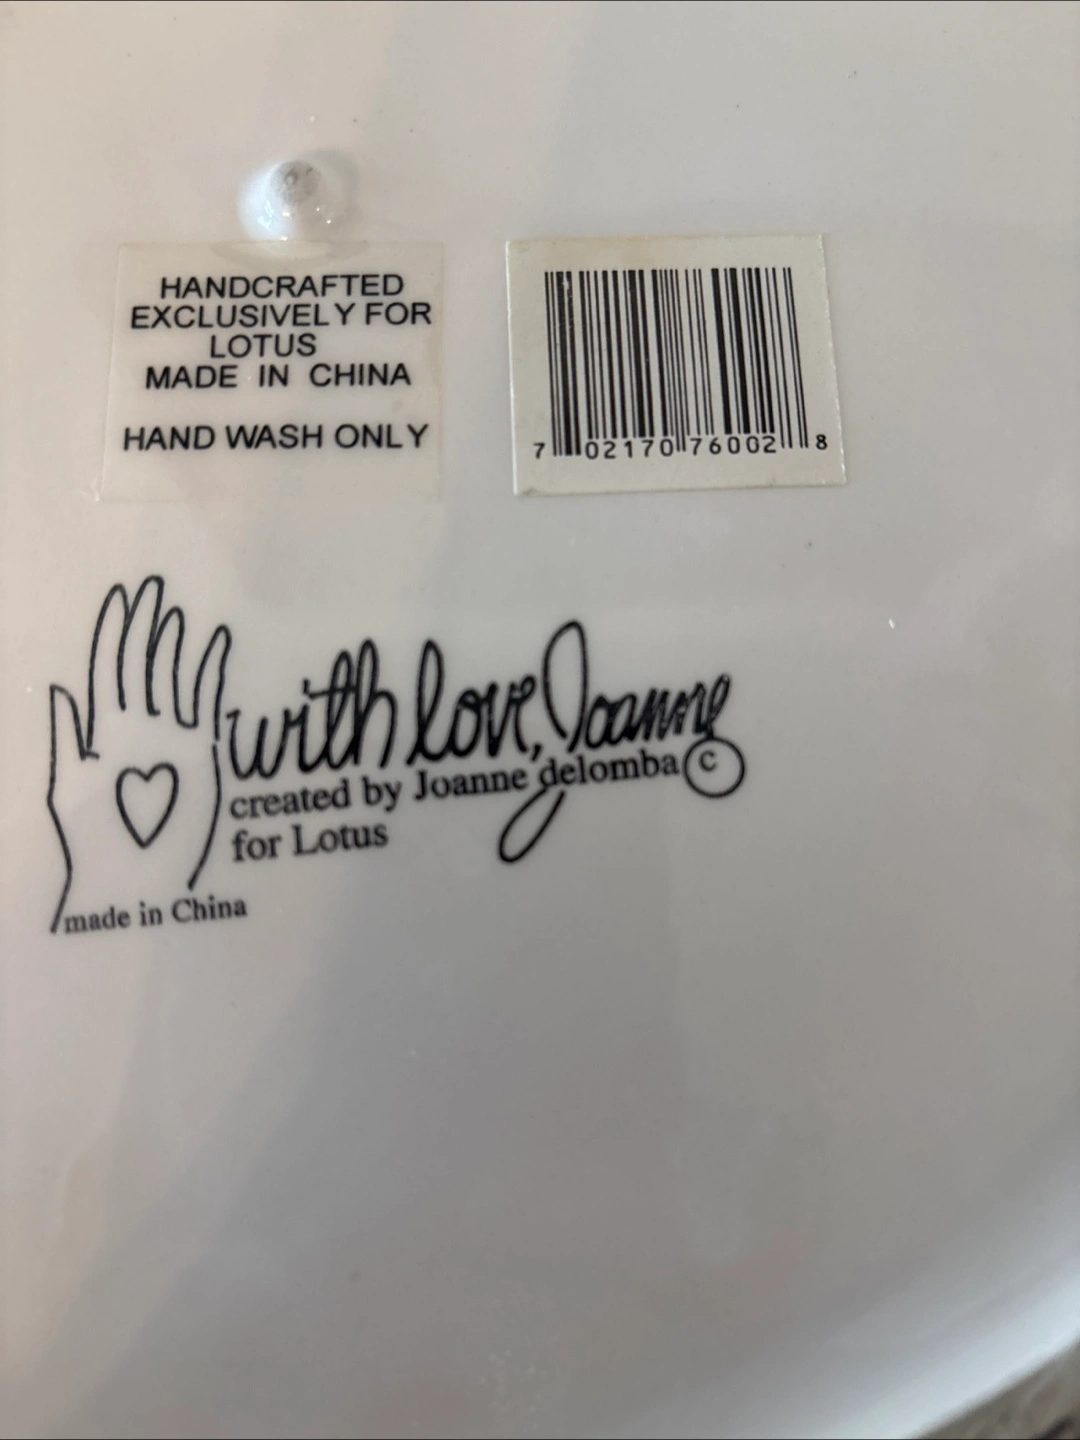 HANDCRAFTED
EXCLUSIVELY FOR
LOTUS
MADE IN CHINA
HAND WASH ONLY
7 02170 76002 8
with love, Joanne
created by Joanne delomba ©
for Lotus
made in China